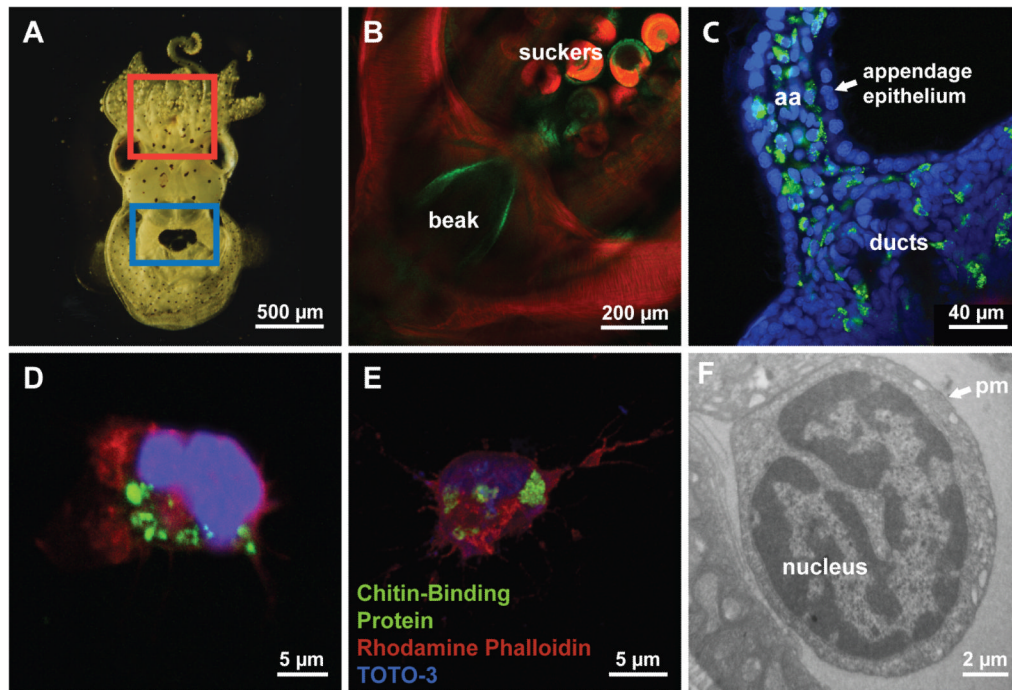 A
500 µm
B
suckers
beak
200 µm
C
appendage
epithelium
aa
ducts
40 µm
D
5 µm
E
Chitin-Binding
Protein
Rhodamine Phalloidin
TOTO-3
5 µm
F
pm
nucleus
2 µm